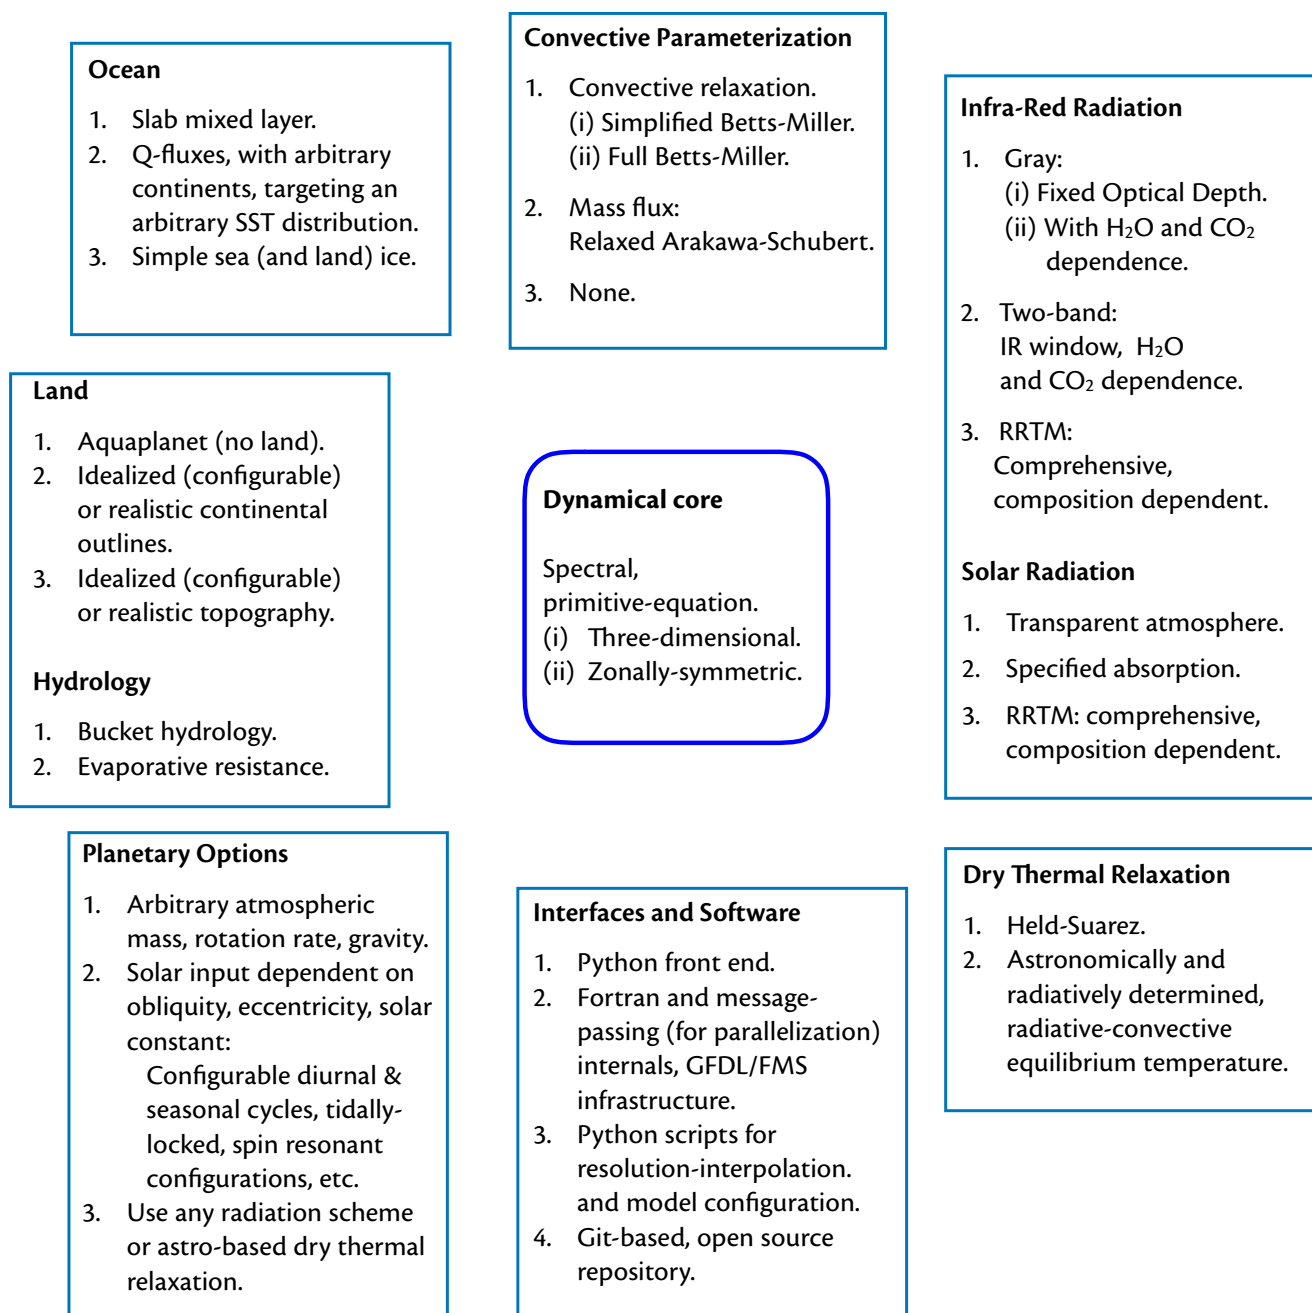 Ocean
1. Slab mixed layer.
2. Q-fluxes, with arbitrary
continents, targeting an
arbitrary SST distribution.
3. Simple sea (and land) ice.
Convective Parameterization
1. Convective relaxation.
(i) Simplified Betts-Miller.
(ii) Full Betts-Miller.
2. Mass flux:
Relaxed Arakawa-Schubert.
3. None.
Infra-Red Radiation
1. Gray:
(i) Fixed Optical Depth.
(ii) With H₂O and CO₂
dependence.
2. Two-band:
IR window, H₂O
and CO₂ dependence.
3. RRTM:
Comprehensive,
composition dependent.
Solar Radiation
1. Transparent atmosphere.
2. Specified absorption.
3. RRTM: comprehensive,
composition dependent.
Land
1. Aquaplanet (no land).
2. Idealized (configurable)
or realistic continental
outlines.
3. Idealized (configurable)
or realistic topography.
Hydrology
1. Bucket hydrology.
2. Evaporative resistance.
Dynamical core
Spectral,
primitive-equation.
(i) Three-dimensional.
(ii) Zonally-symmetric.
Planetary Options
1. Arbitrary atmospheric
mass, rotation rate, gravity.
2. Solar input dependent on
obliquity, eccentricity, solar
constant:
Configurable diurnal &
seasonal cycles, tidally-
locked, spin resonant
configurations, etc.
3. Use any radiation scheme
or astro-based dry thermal
relaxation.
Interfaces and Software
1. Python front end.
2. Fortran and message-
passing (for parallelization)
internals, GFDL/FMS
infrastructure.
3. Python scripts for
resolution-interpolation.
and model configuration.
4. Git-based, open source
repository.
Dry Thermal Relaxation
1. Held-Suarez.
2. Astronomically and
radiatively determined,
radiative-convective
equilibrium temperature.